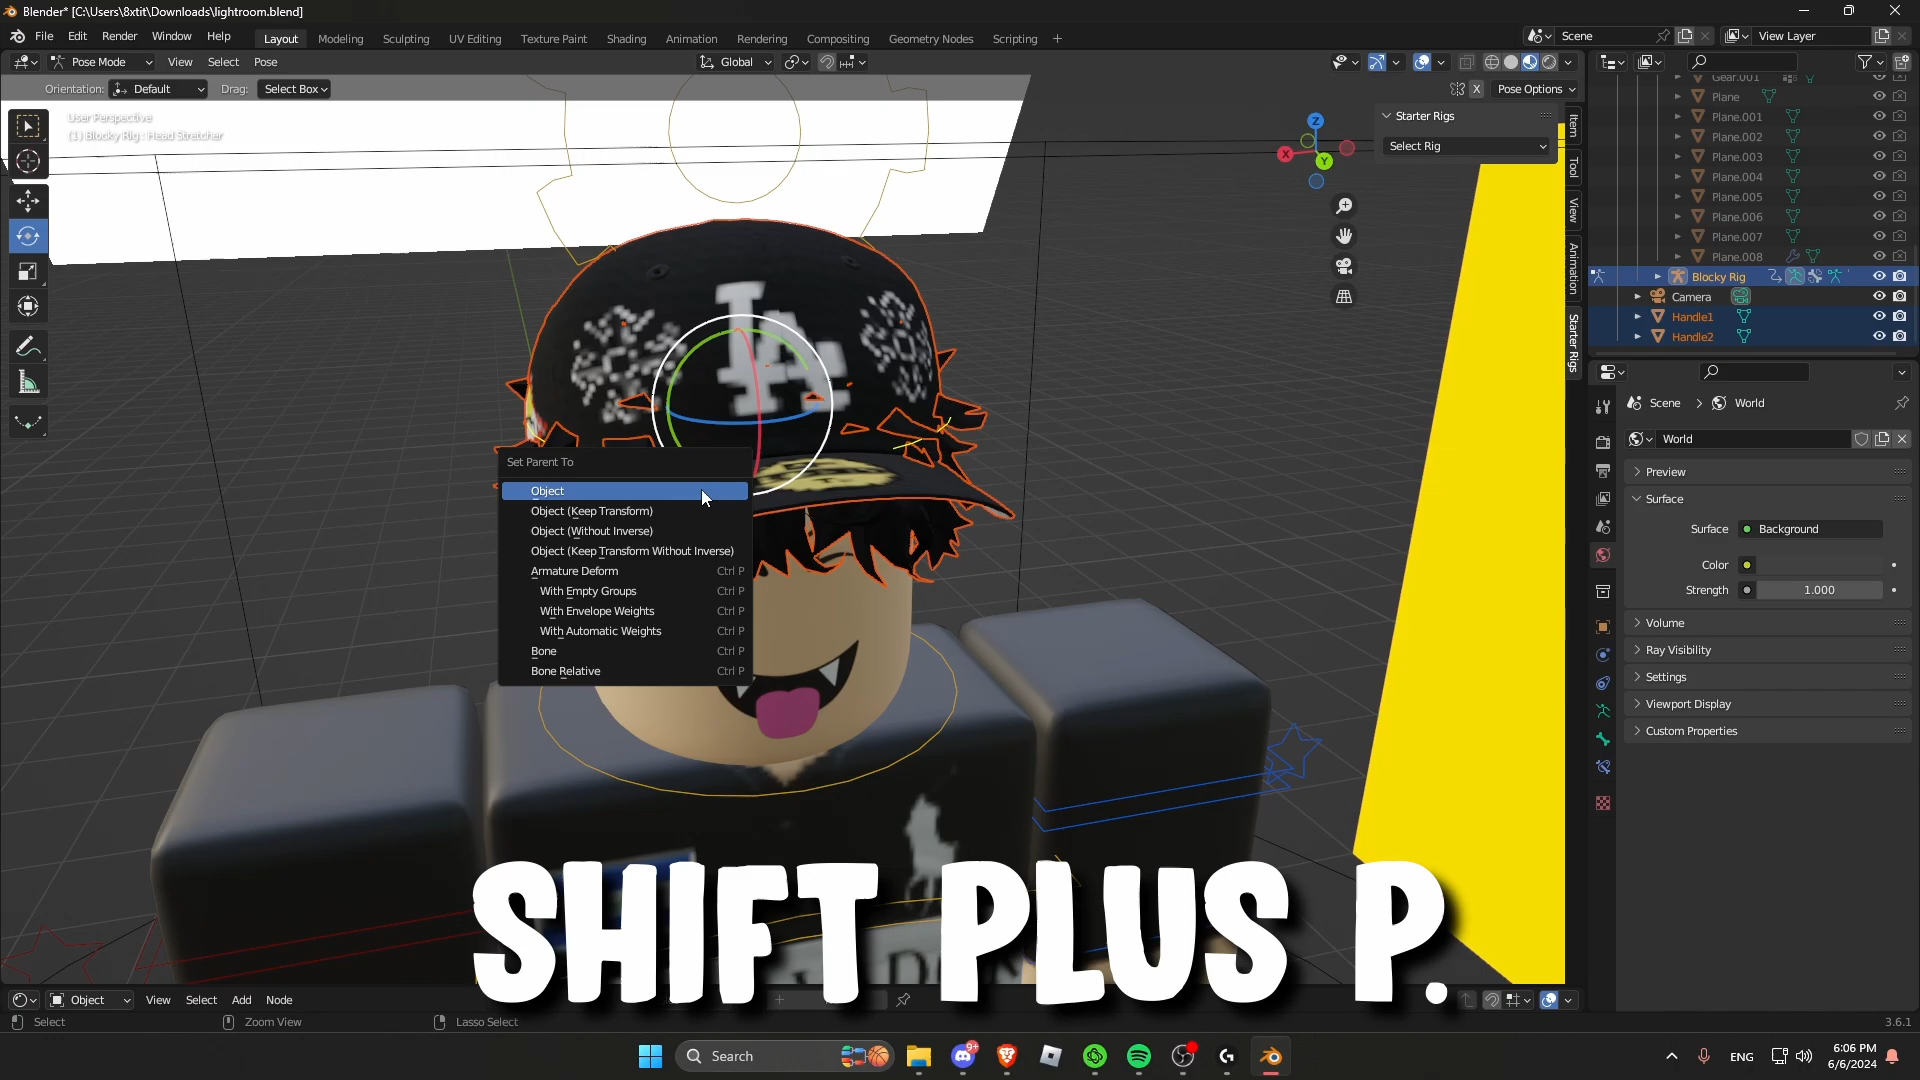 Blender* [C:\Users\8xtit\Downloads\lightroom.blend]
File Edit Render Window Help Layout Modeling Sculpting UV Editing Texture Paint Shading Animation Rendering Compositing Geometry Nodes Scripting + Scene View Layer
Pose Mode View Select Pose Global
Orientation: Default Drag: Select Box X Pose Options
User Perspective
(1) Blocky Rig : Head Stretcher
Z
X
Y
Starter Rigs
Select Rig
Item
Tool
View
Animation
Starter Rigs
Gear.001
Plane
Plane.001
Plane.002
Plane.003
Plane.004
Plane.005
Plane.006
Plane.007
Plane.008
Blocky Rig
Camera
Handle1
Handle2
Scene > World
World
Preview
Surface
Surface Background
Color
Strength 1.000
Volume
Ray Visibility
Settings
Viewport Display
Custom Properties
LA
Set Parent To
Object
Object (Keep Transform)
Object (Without Inverse)
Object (Keep Transform Without Inverse)
Armature Deform Ctrl P
With Empty Groups Ctrl P
With Envelope Weights Ctrl P
With Automatic Weights Ctrl P
Bone Ctrl P
Bone Relative Ctrl P
SHIFT PLUS P.
Object View Select Add Node
Select Zoom View Lasso Select 3.6.1
Search 9+ ENG 6:06 PM
6/6/2024